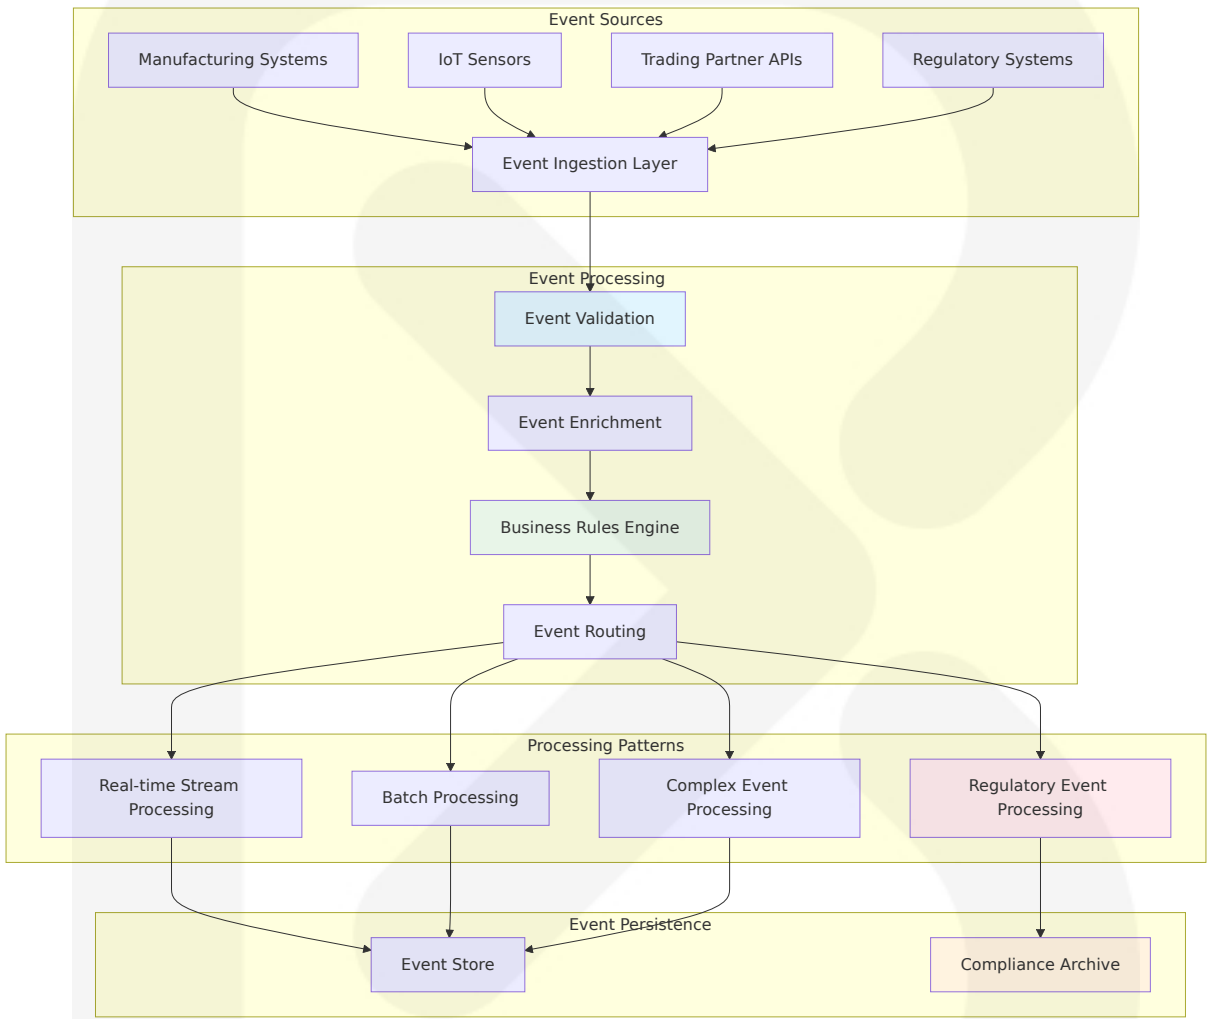 Event Sources
Manufacturing Systems
IoT Sensors
Trading Partner APIs
Regulatory Systems
Event Ingestion Layer
Event Processing
Event Validation
Event Enrichment
Business Rules Engine
Event Routing
Processing Patterns
Real-time Stream
Processing
Batch Processing
Complex Event
Processing
Regulatory Event
Processing
Event Persistence
Event Store
Compliance Archive